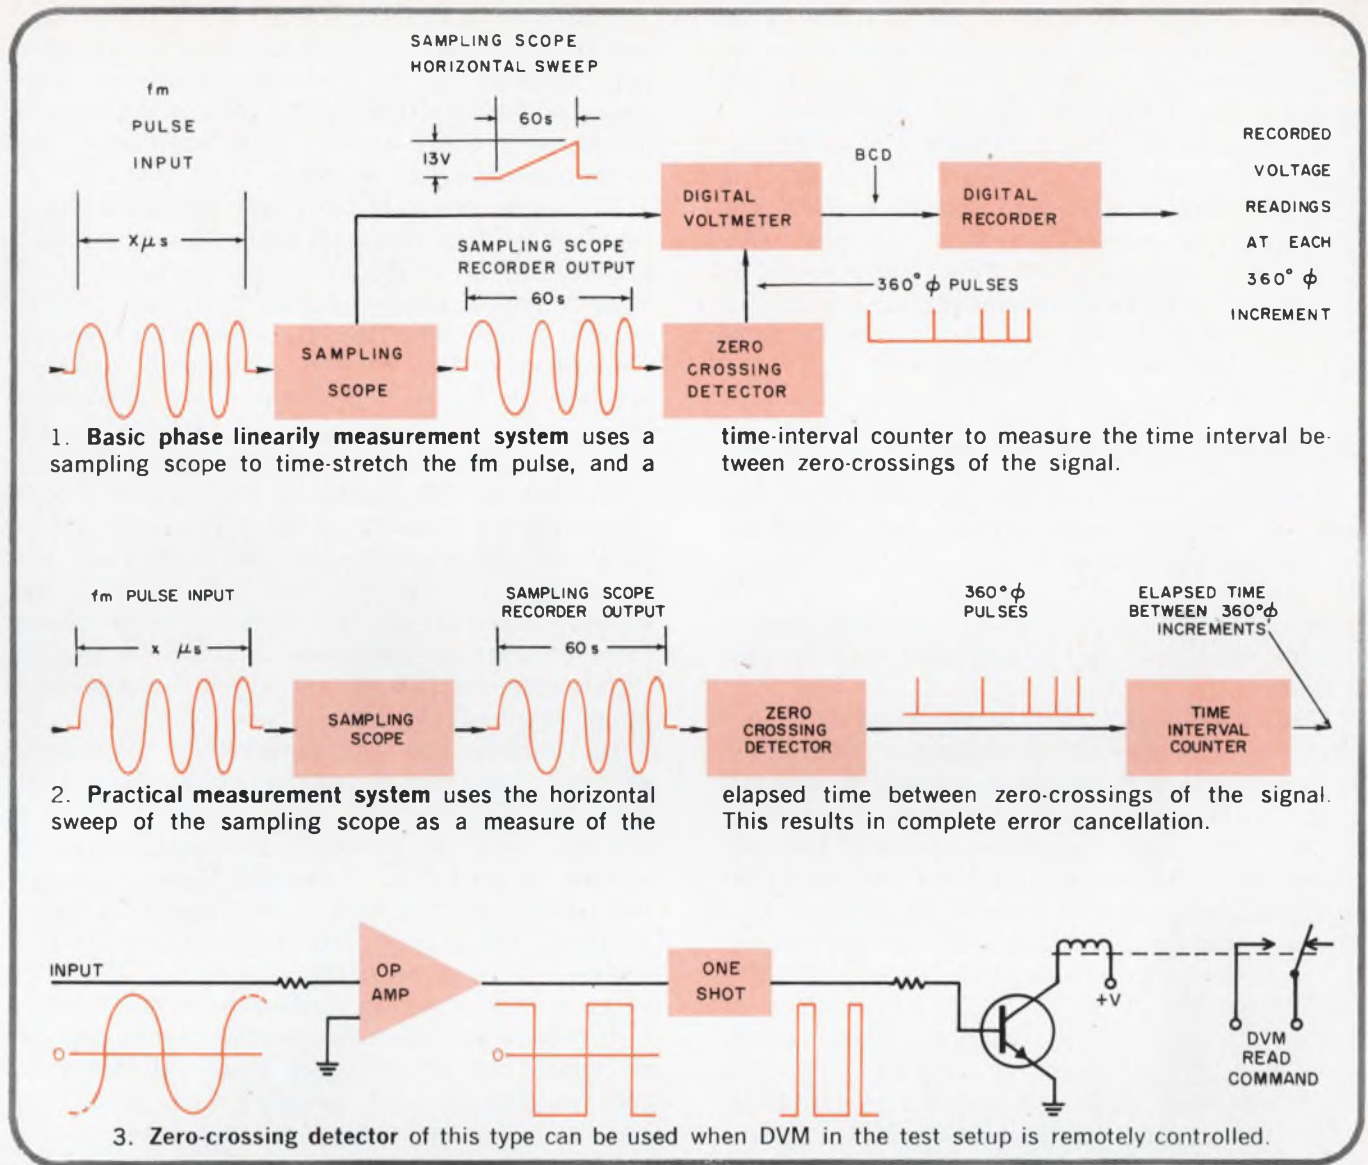 SAMPLING SCOPE
HORIZONTAL SWEEP
fm
PULSE
INPUT
60s
13V
Xμs
SAMPLING SCOPE
RECORDER OUTPUT
60s
DIGITAL
VOLTMETER
BCD
DIGITAL
RECORDER
RECORDED
VOLTAGE
READINGS
AT EACH
360° ϕ
INCREMENT
360° ϕ PULSES
SAMPLING
SCOPE
ZERO
CROSSING
DETECTOR
1. Basic phase linearily measurement system uses a
sampling scope to time-stretch the fm pulse, and a
time-interval counter to measure the time interval be-
tween zero-crossings of the signal.
fm PULSE INPUT
x μs
SAMPLING SCOPE
RECORDER OUTPUT
60s
360°ϕ
PULSES
ELAPSED TIME
BETWEEN 360°ϕ
INCREMENTS
SAMPLING
SCOPE
ZERO
CROSSING
DETECTOR
TIME
INTERVAL
COUNTER
2. Practical measurement system uses the horizontal
sweep of the sampling scope as a measure of the
elapsed time between zero-crossings of the signal.
This results in complete error cancellation.
INPUT
0
OP
AMP
0
ONE
SHOT
+V
DVM
READ
COMMAND
3. Zero-crossing detector of this type can be used when DVM in the test setup is remotely controlled.